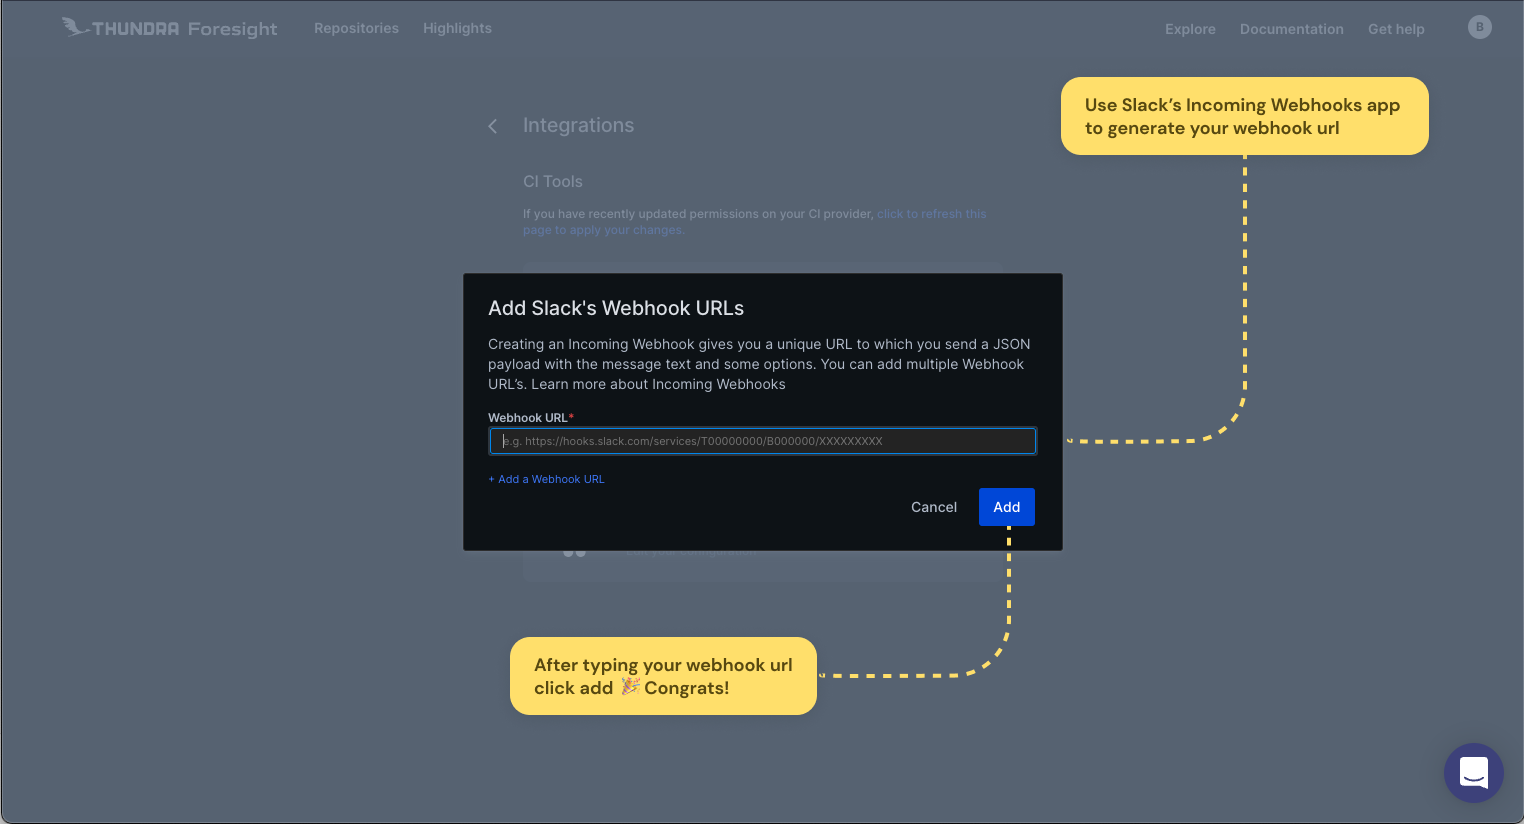 THUNDRA Foresight
Repositories
Highlights
Explore
Documentation
Get help
B
Use Slack’s Incoming Webhooks app
to generate your webhook url
Integrations
CI Tools
If you have recently updated permissions on your CI provider, click to refresh this
page to apply your changes.
Add Slack's Webhook URLs
Creating an Incoming Webhook gives you a unique URL to which you send a JSON
payload with the message text and some options. You can add multiple Webhook
URL’s. Learn more about Incoming Webhooks
Webhook URL*
e.g. https://hooks.slack.com/services/T00000000/B000000/XXXXXXXXX
+ Add a Webhook URL
Cancel
Add
After typing your webhook url
click add 🎉 Congrats!